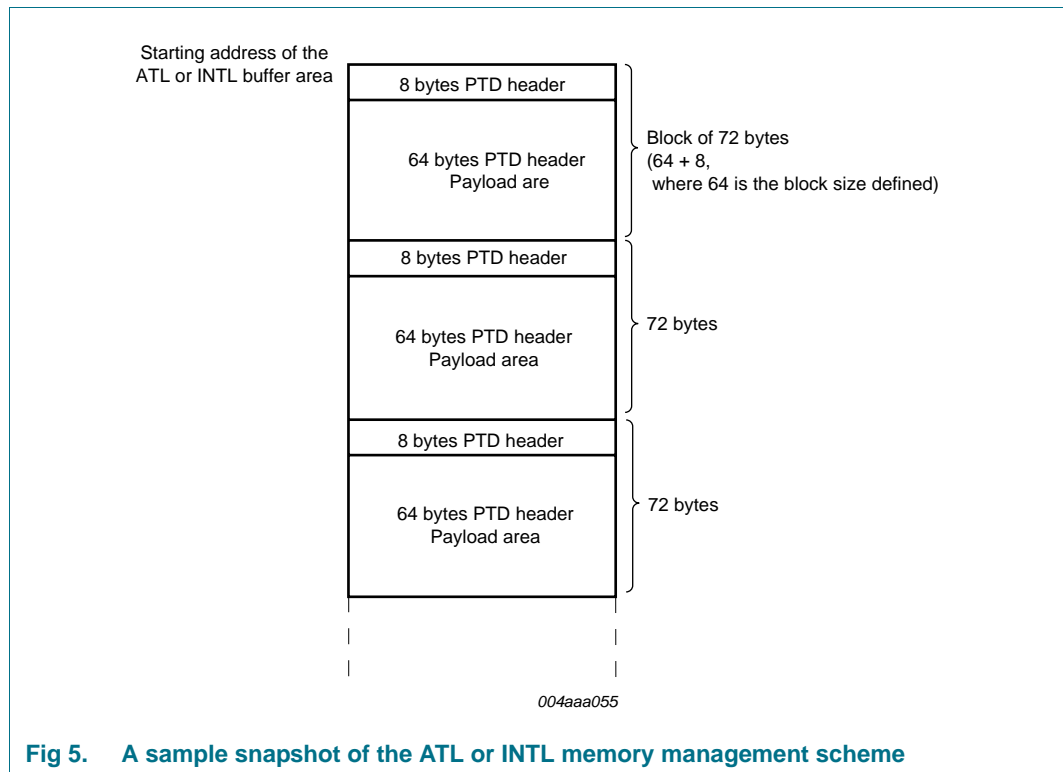 Starting address of the
ATL or INTL buffer area
8 bytes PTD header
64 bytes PTD header
Payload are
Block of 72 bytes
(64 + 8,
where 64 is the block size defined)
8 bytes PTD header
64 bytes PTD header
Payload area
72 bytes
8 bytes PTD header
64 bytes PTD header
Payload area
72 bytes
004aaa055
Fig 5. A sample snapshot of the ATL or INTL memory management scheme